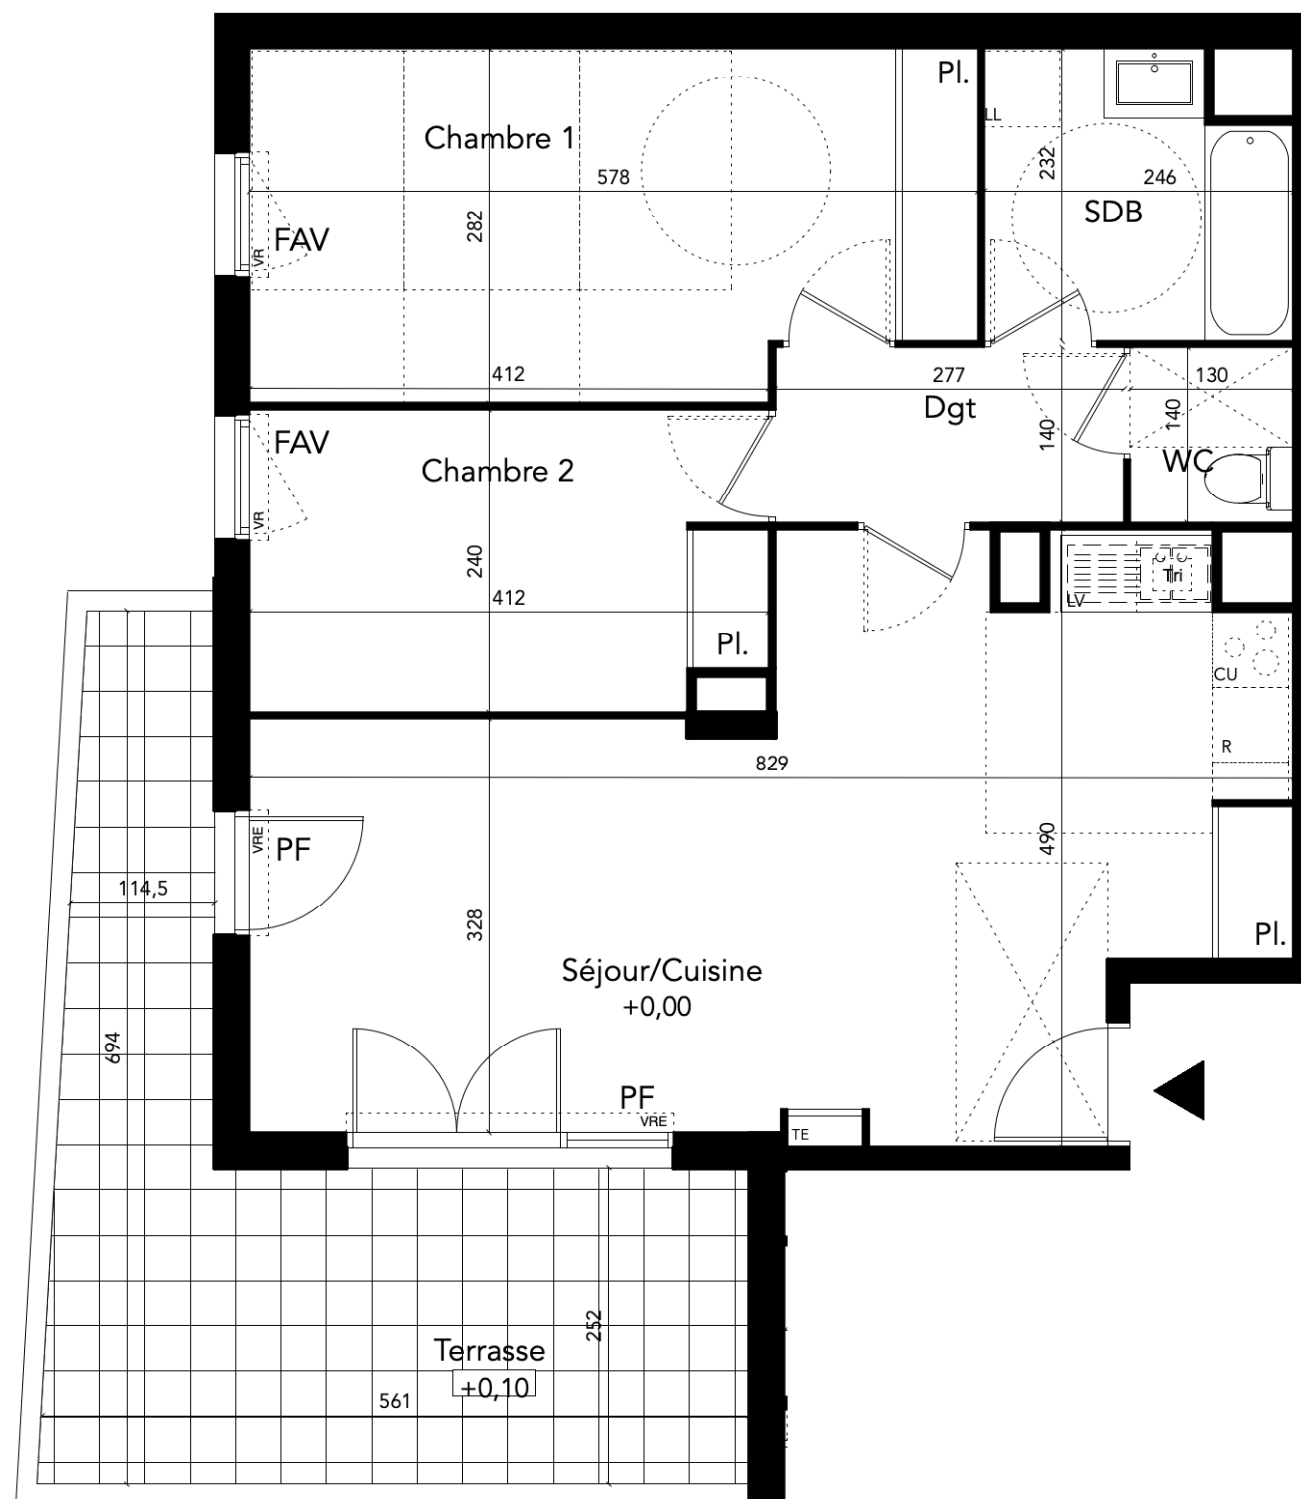 Pl.
Chambre 1
LL
578
232
246
282
SDB
FAV
VR
412
277
130
Dgt
140
140
FAV
Chambre 2
WC
VR
240
Tri
LV
412
Pl.
CU
R
829
VRE
PF
490
114,5
328
Pl.
Séjour/Cuisine
+0,00
694
PF
VRE
TE
252
Terrasse
+0,10
561